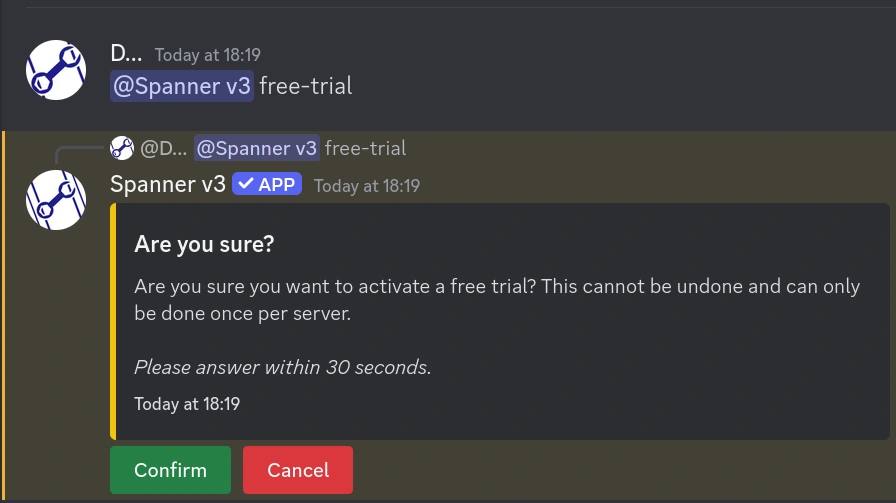 D... Today at 18:19
@Spanner v3 free-trial
@D... @Spanner v3 free-trial
Spanner v3 APP Today at 18:19
Are you sure?
Are you sure you want to activate a free trial? This cannot be undone and can only
be done once per server.
Please answer within 30 seconds.
Today at 18:19
Confirm Cancel